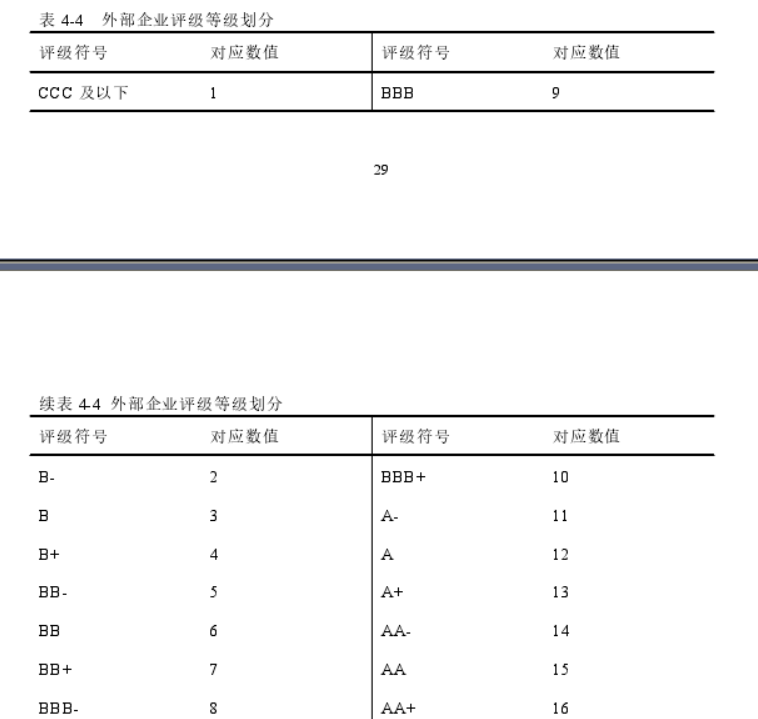 表 4-4 外部企业评级等级划分
评级符号 对应数值 评级符号 对应数值
CCC 及以下 1 BBB 9
29
续表 4-4 外部企业评级等级划分
评级符号 对应数值 评级符号 对应数值
B- 2 BBB+ 10
B 3 A- 11
B+ 4 A 12
BB- 5 A+ 13
BB 6 AA- 14
BB+ 7 AA 15
BBB- 8 AA+ 16